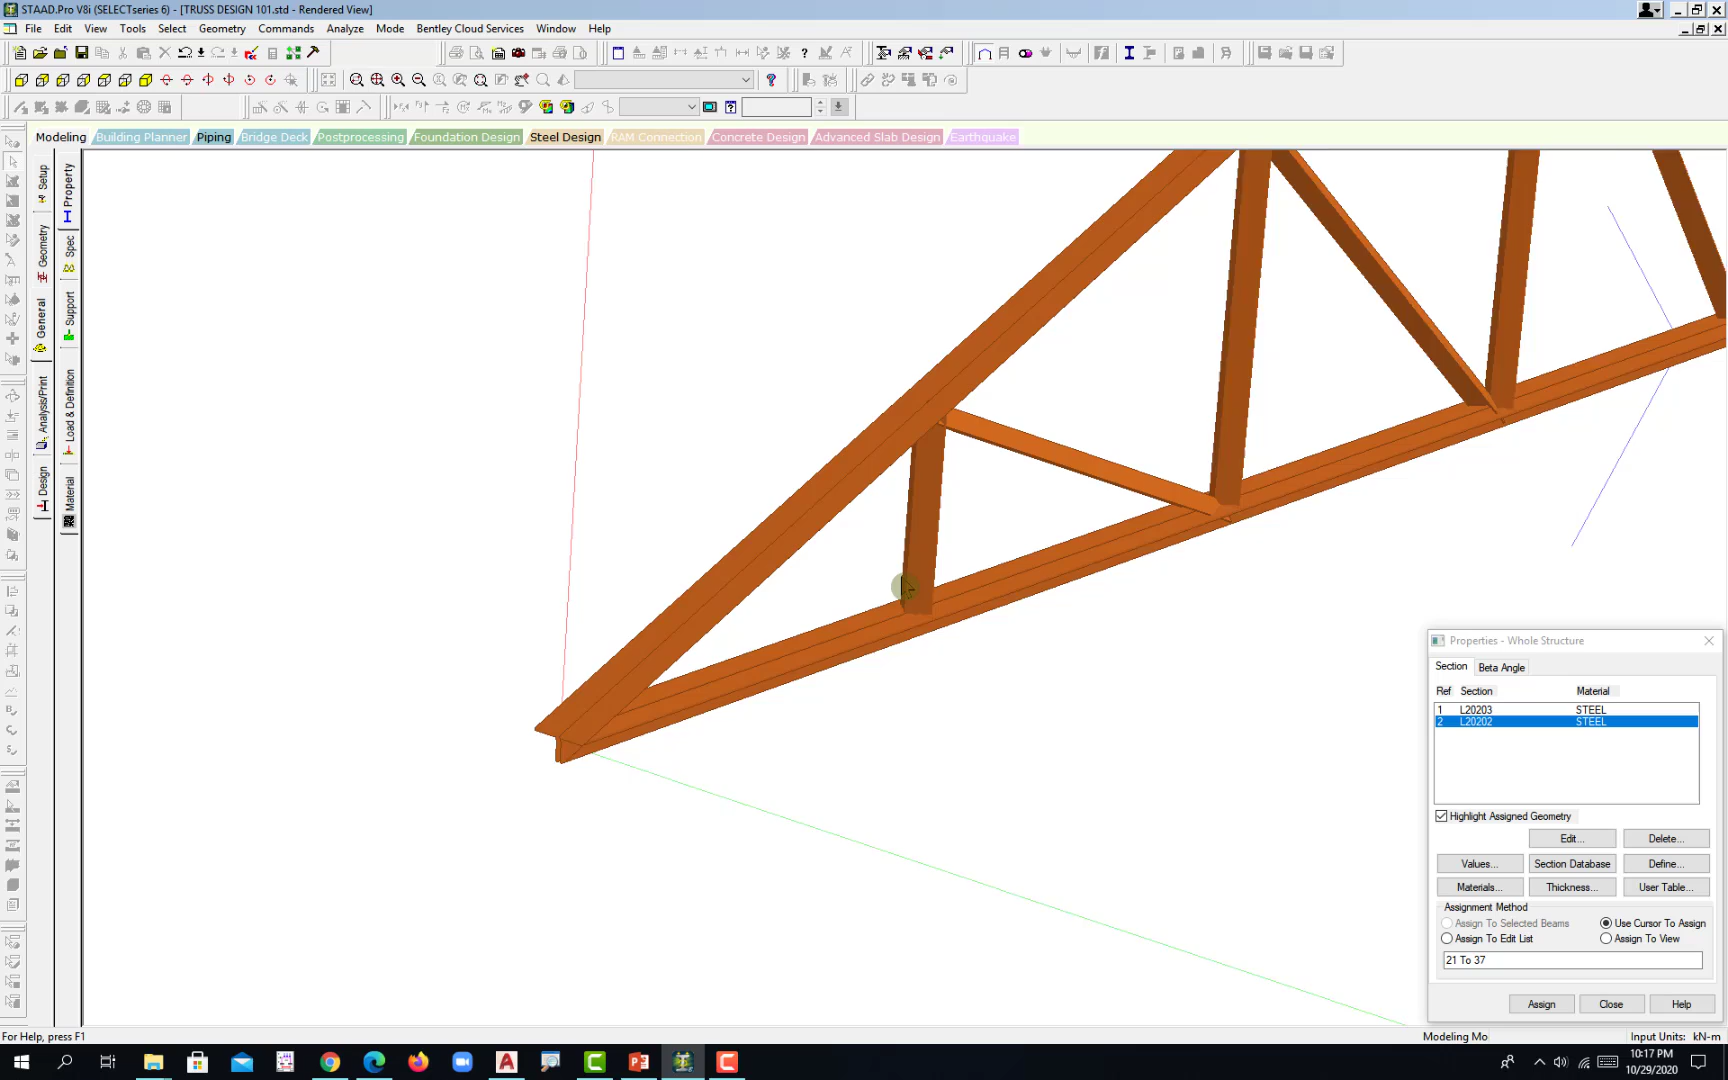 STAAD.Pro V8i (SELECTseries 6) - [TRUSS DESIGN 101.std - Rendered View]
File Edit View Tools Select Geometry Commands Analyze Mode Bentley Cloud Services Window Help
Modeling Building Planner Piping Bridge Deck Postprocessing Foundation Design Steel Design RAM Connection Concrete Design Advanced Slab Design Earthquake
Setup
Geometry
General
Analysis/Print
Design
Property
Spec
Support
Load & Definition
Material
Properties - Whole Structure
Section Beta Angle
Ref Section Material
1 L20203 STEEL
2 L20202 STEEL
Highlight Assigned Geometry
Edit... Delete...
Values... Section Database Define...
Materials... Thickness... User Table...
Assignment Method
Assign To Selected Beams Use Cursor To Assign
Assign To Edit List Assign To View
21 To 37
Assign Close Help
For Help, press F1 Modeling Mo Input Units: kN-m
10:17 PM
10/29/2020